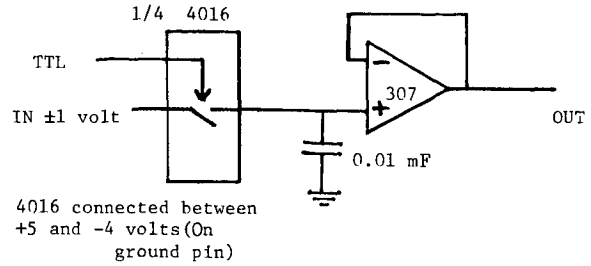 1/4 4016
TTL
IN ±1 volt
-
307
+
OUT
0.01 mF
4016 connected between
+5 and -4 volts(On
ground pin)